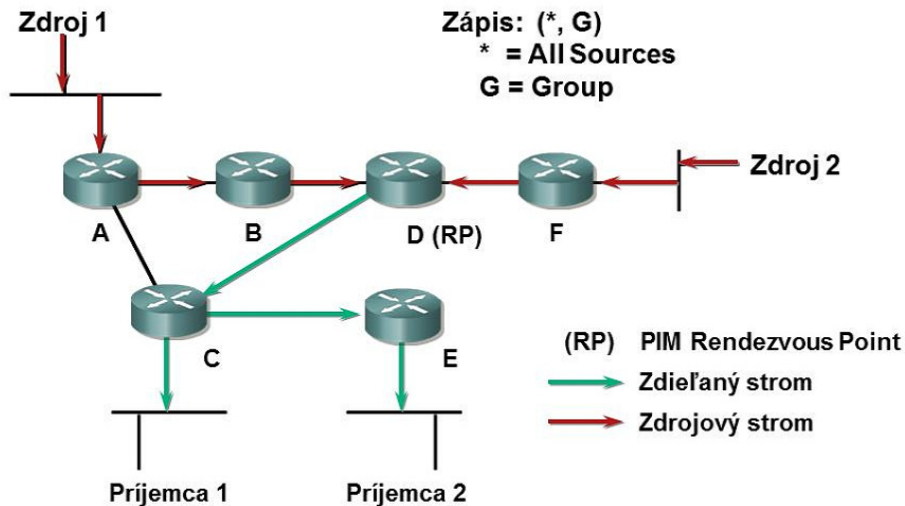 Zdroj 1
Zápis: (*, G)
* = All Sources
G = Group
Zdroj 2
A
B
D (RP)
F
C
E
(RP) PIM Rendezvous Point
Zdieľaný strom
Zdrojový strom
Príjemca 1
Príjemca 2